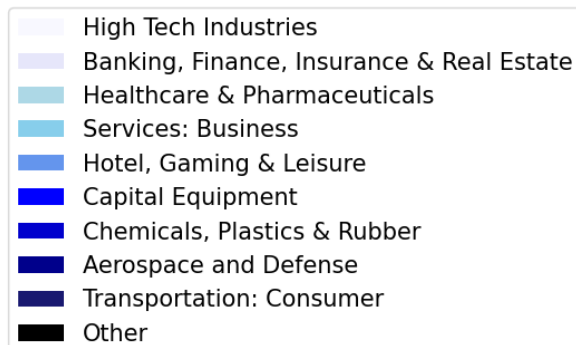 High Tech Industries
Banking, Finance, Insurance & Real Estate
Healthcare & Pharmaceuticals
Services: Business
Hotel, Gaming & Leisure
Capital Equipment
Chemicals, Plastics & Rubber
Aerospace and Defense
Transportation: Consumer
Other